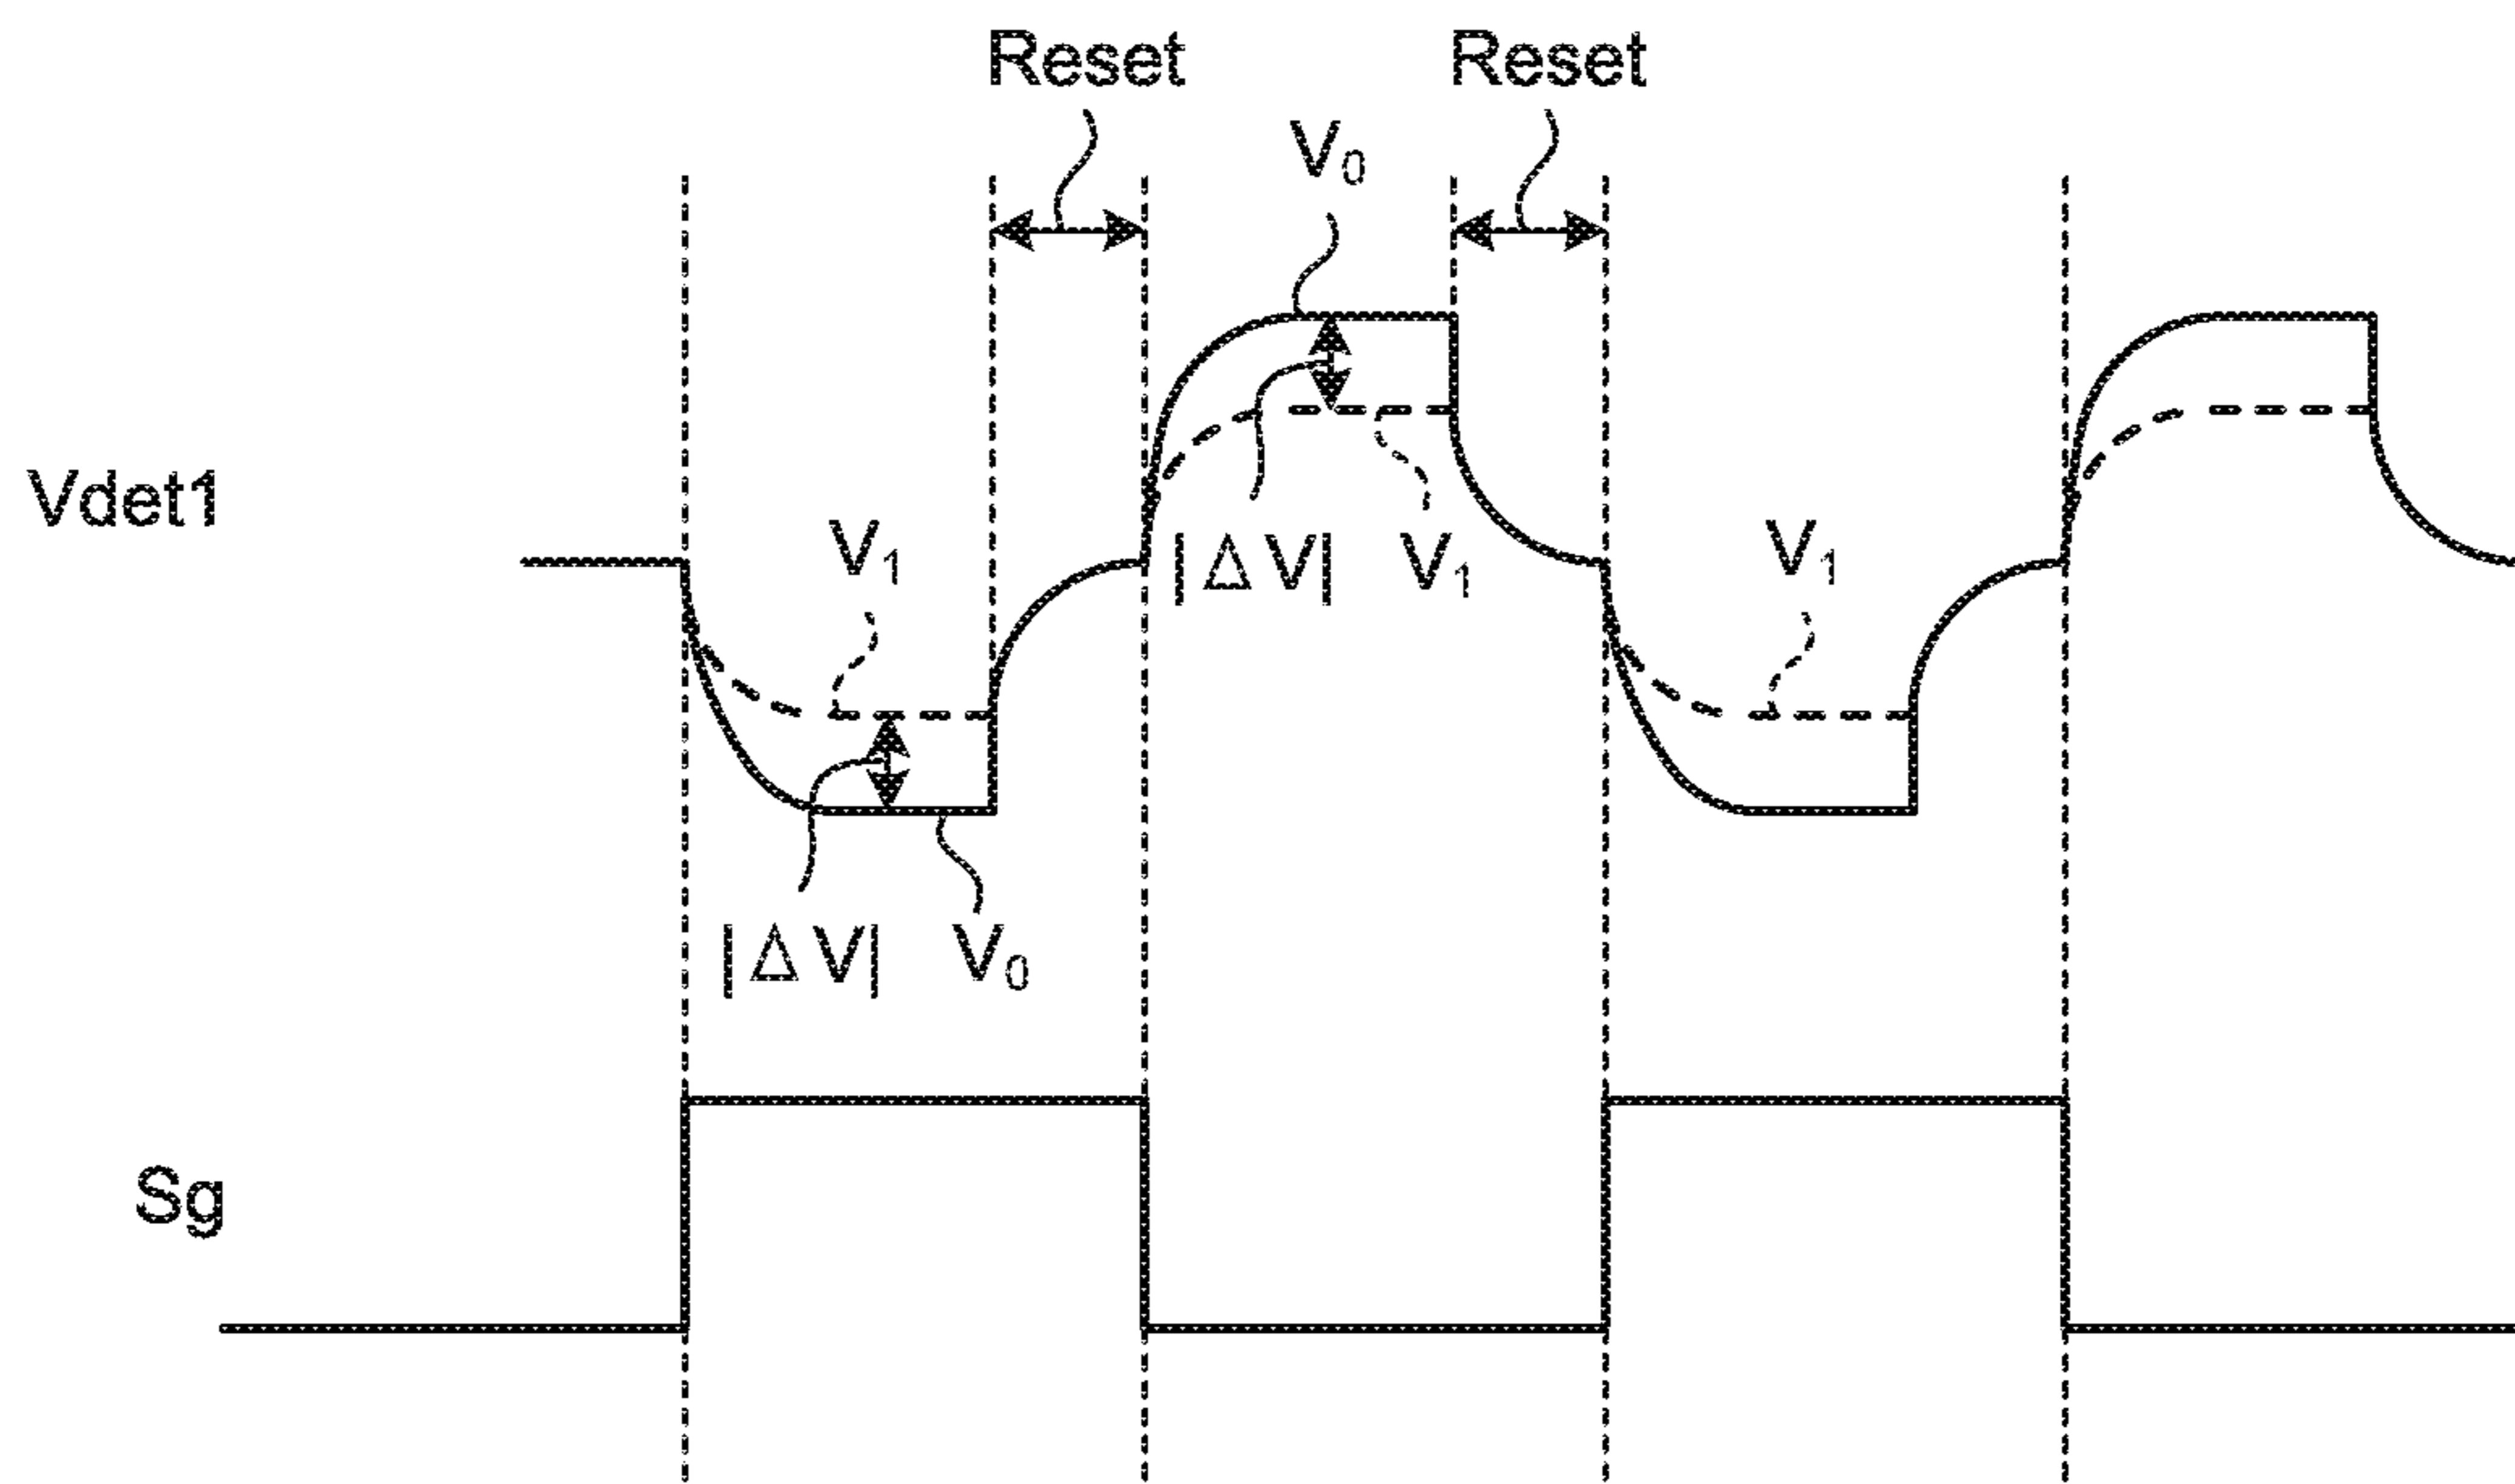 Reset Reset
V₀
Vdet1
V₁ |ΔV| V₁ V₁
|ΔV| V₀
Sg